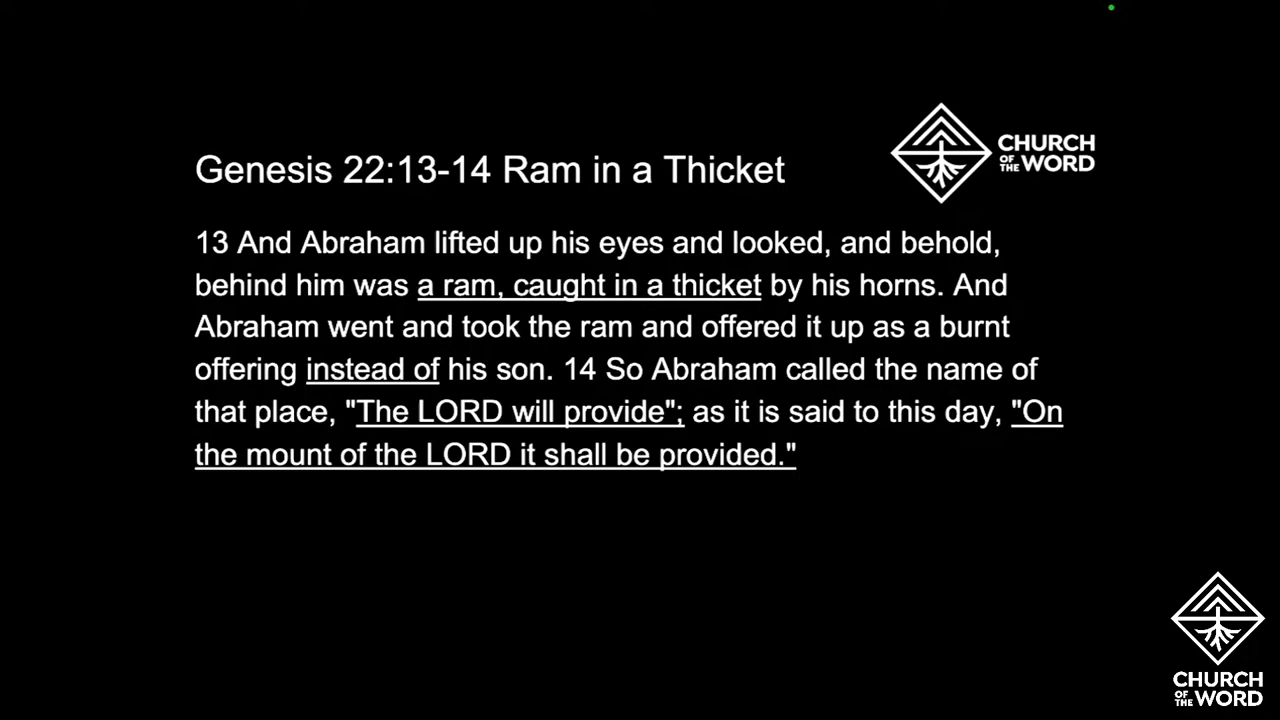 Genesis 22:13-14 Ram in a Thicket
CHURCH
OF THE WORD
13 And Abraham lifted up his eyes and looked, and behold,
behind him was a ram, caught in a thicket by his horns. And
Abraham went and took the ram and offered it up as a burnt
offering instead of his son. 14 So Abraham called the name of
that place, "The LORD will provide"; as it is said to this day, "On
the mount of the LORD it shall be provided."
CHURCH
OF THE WORD